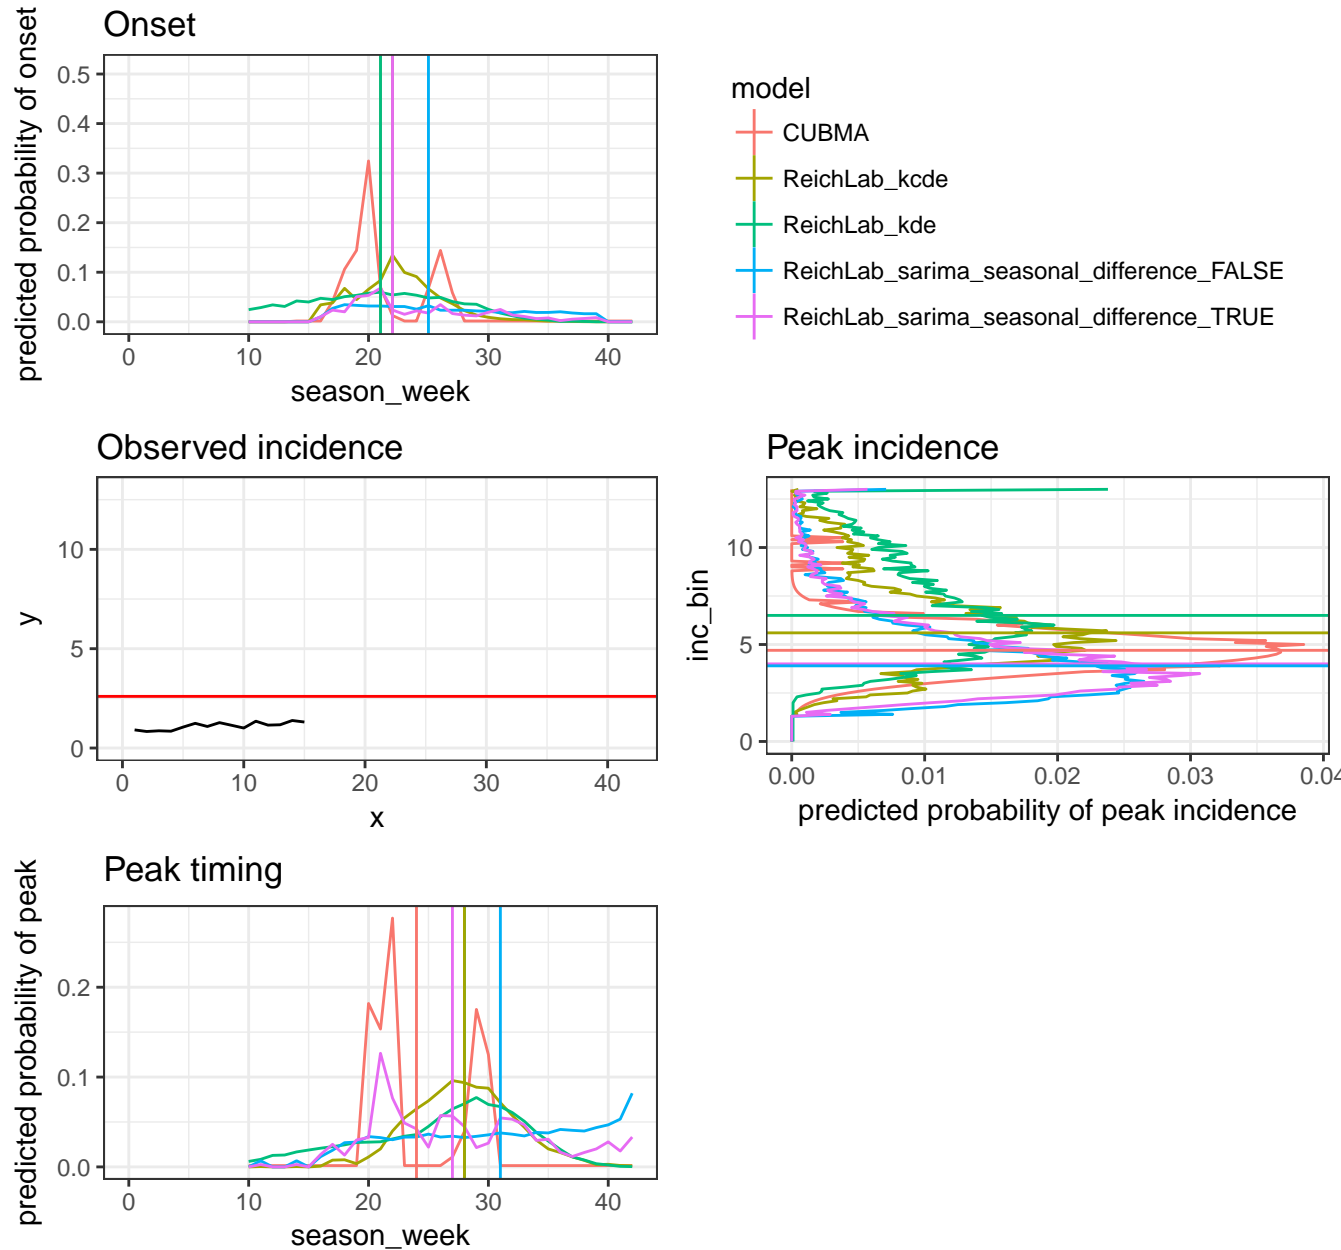 Onset
predicted probability of onset
0.5
0.4
0.3
0.2
0.1
0.0
0 10 20 30 40
season_week
model
CUBMA
ReichLab_kcde
ReichLab_kde
ReichLab_sarima_seasonal_difference_FALSE
ReichLab_sarima_seasonal_difference_TRUE
Observed incidence
y
10
5
0
0 10 20 30 40
x
Peak incidence
inc_bin
10
5
0
0.00 0.01 0.02 0.03 0.04
predicted probability of peak incidence
Peak timing
predicted probability of peak
0.2
0.1
0.0
0 10 20 30 40
season_week